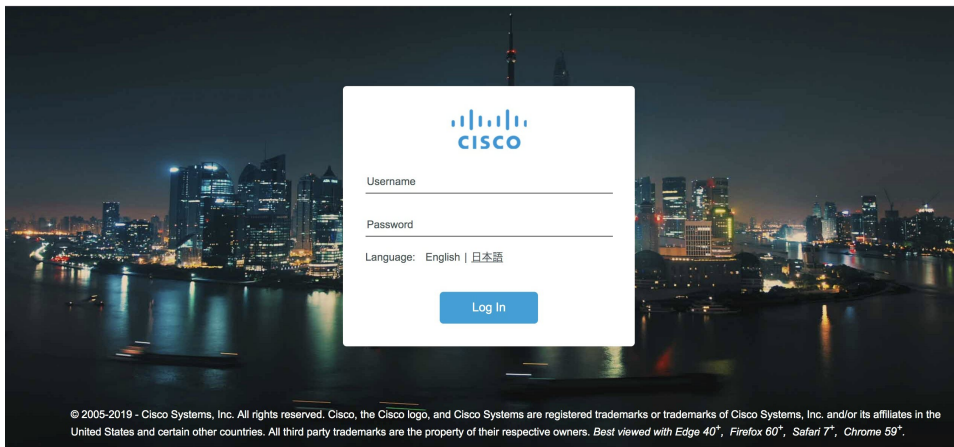 CISCO
Username
Password
Language: English | 日本語
Log In
© 2005-2019 - Cisco Systems, Inc. All rights reserved. Cisco, the Cisco logo, and Cisco Systems are registered trademarks or trademarks of Cisco Systems, Inc. and/or its affiliates in the
United States and certain other countries. All third party trademarks are the property of their respective owners. Best viewed with Edge 40+, Firefox 60+, Safari 7+, Chrome 59+.